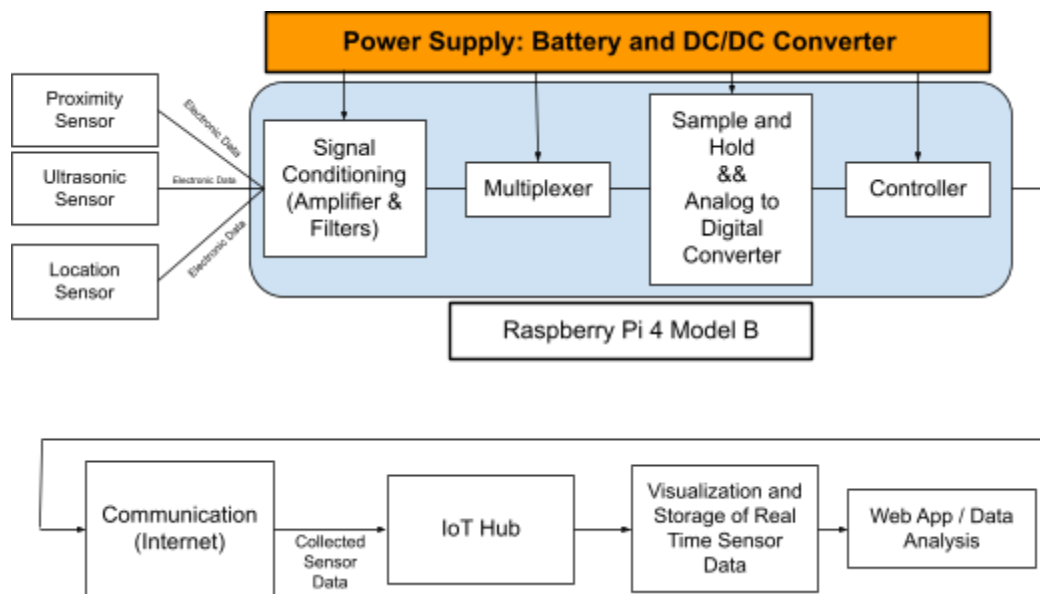 Power Supply: Battery and DC/DC Converter
Proximity
Sensor
Ultrasonic
Sensor
Location
Sensor
Electronic Data
Electronic Data
Electronic Data
Signal
Conditioning
(Amplifier &
Filters)
Multiplexer
Sample and
Hold
&&
Analog to
Digital
Converter
Controller
Raspberry Pi 4 Model B
Communication
(Internet)
Collected
Sensor
Data
IoT Hub
Visualization and
Storage of Real
Time Sensor
Data
Web App / Data
Analysis